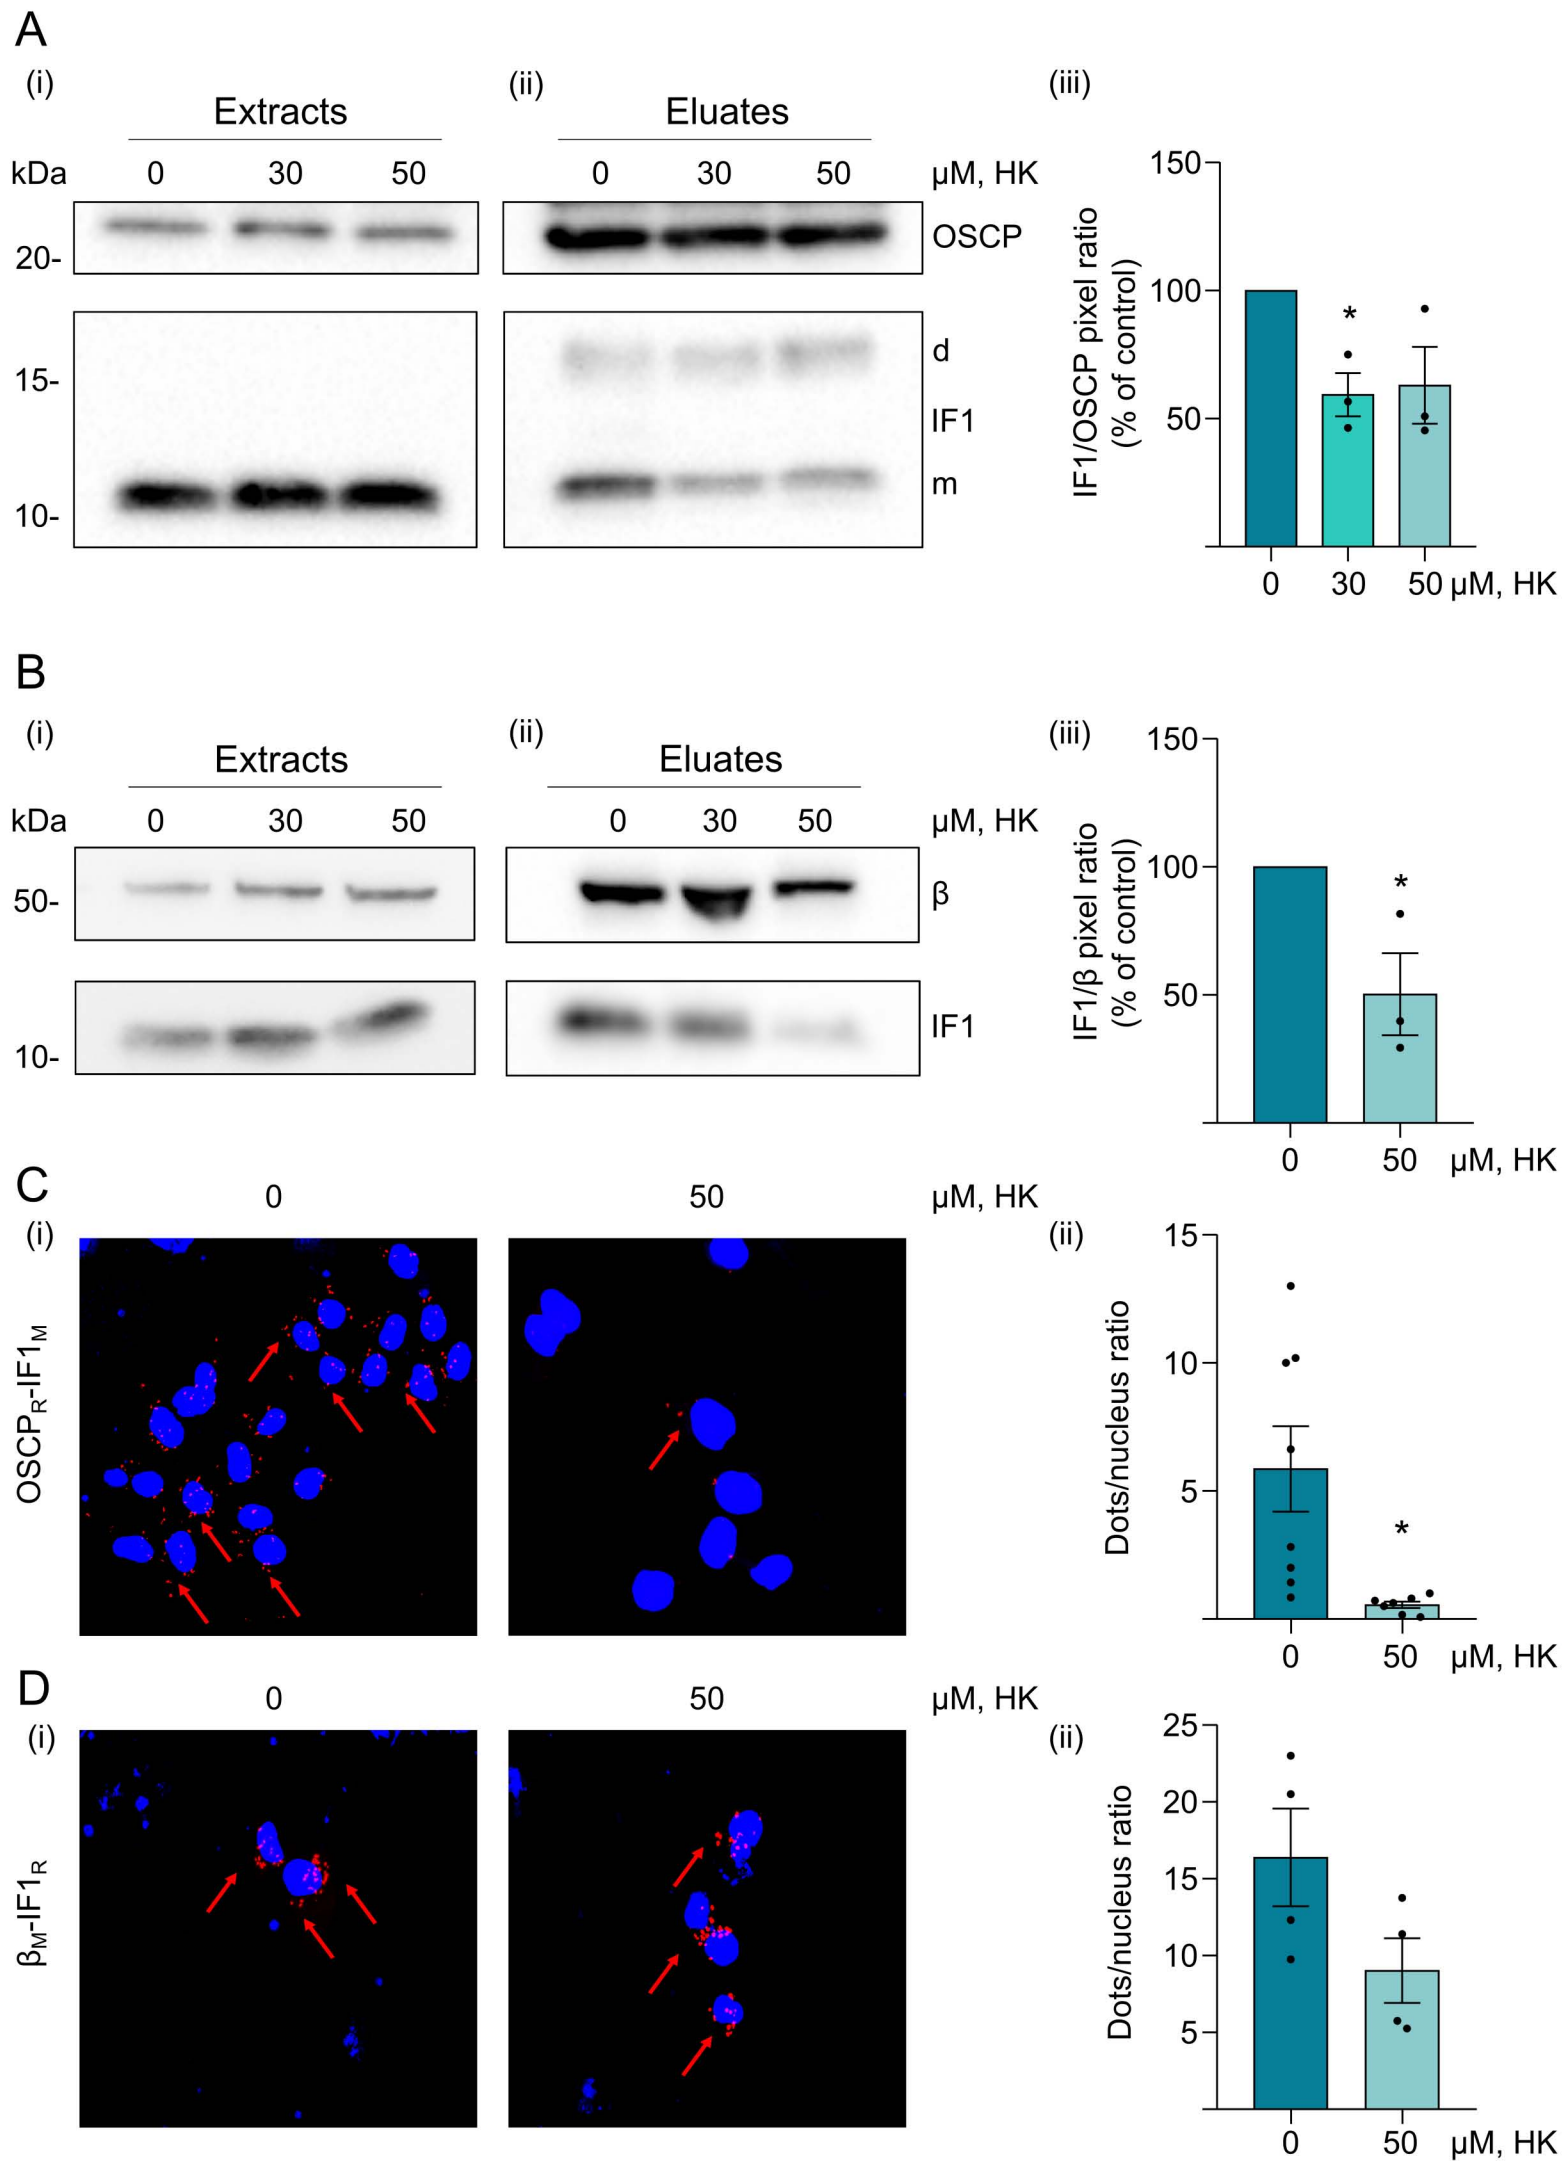 A
(i)
(ii)
(iii)
Extracts
Eluates
kDa
0
30
50
0
30
50
µM, HK
20-
OSCP
15-
10-
d
IF1
m
IF1/OSCP pixel ratio
(% of control)
150
100
50
0
30
50
µM, HK
B
(i)
(ii)
(iii)
Extracts
Eluates
kDa
0
30
50
0
30
50
µM, HK
50-
β
10-
IF1
IF1/β pixel ratio
(% of control)
150
100
50
*
*
0
50
µM, HK
C
0
50
µM, HK
(i)
(ii)
OSCPR-IF1M
Dots/nucleus ratio
15
10
5
*
0
50
µM, HK
D
0
50
µM, HK
(i)
(ii)
βM-IF1R
Dots/nucleus ratio
25
20
15
10
5
0
50
µM, HK